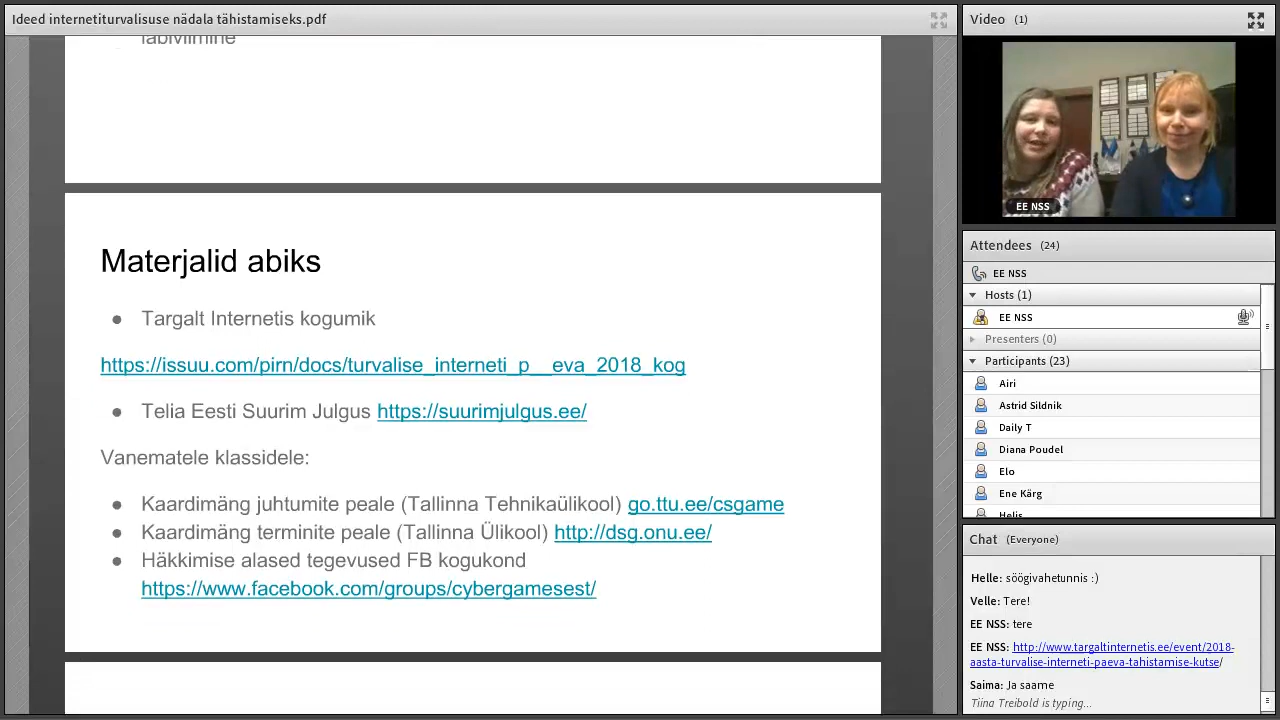 Ideed internetiturvalisuse nädala tähistamiseks.pdf
läbiviimine
Materjalid abiks
● Targalt Internetis kogumik
https://issuu.com/pirn/docs/turvalise_interneti_p__eva_2018_kog
● Telia Eesti Suurim Julgus https://suurimjulgus.ee/
Vanematele klassidele:
● Kaardimäng juhtumite peale (Tallinna Tehnikaülikool) go.ttu.ee/csgame
● Kaardimäng terminite peale (Tallinna Ülikool) http://dsg.onu.ee/
● Häkkimise alased tegevused FB kogukond
https://www.facebook.com/groups/cybergamesest/
Video (1)
EE NSS
Attendees (24)
EE NSS
Hosts (1)
EE NSS
Presenters (0)
Participants (23)
Airi
Astrid Sildnik
Daily T
Diana Poudel
Elo
Ene Kärg
Helis
Chat (Everyone)
Helle: söögivahetunnis :)
Velle: Tere!
EE NSS: tere
EE NSS: http://www.targaltinternetis.ee/event/2018-
aasta-turvalise-interneti-paeva-tahistamise-kutse/
Saima: Ja saame
Tiina Treibold is typing...